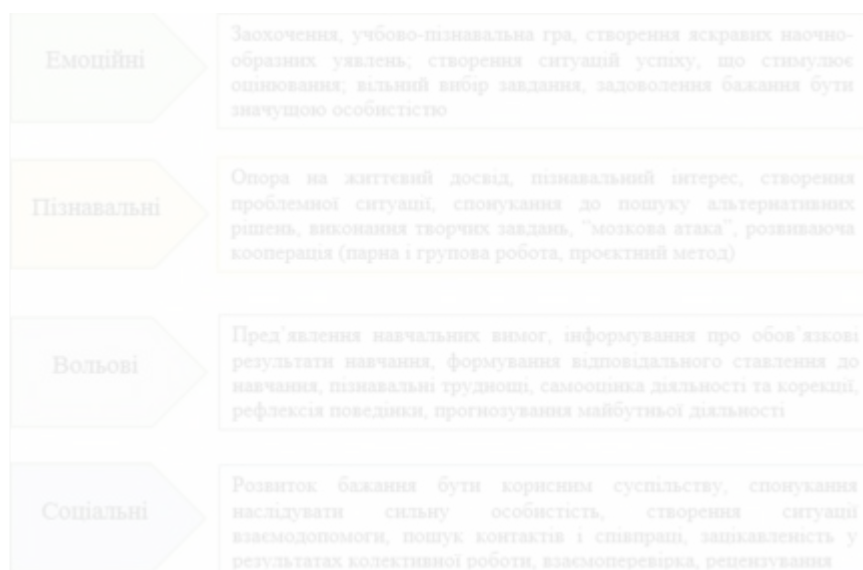 Емоційні
Заохочення, учбово-пізнавальна гра, створення яскравих наочно-
образних уявлень; створення ситуацій успіху, що стимулює
оцінювання; вільний вибір завдання, задоволення бажання бути
значущою особистістю
Пізнавальні
Опора на життєвий досвід, пізнавальний інтерес, створення
проблемної ситуації, спонукання до пошуку альтернативних
рішень, виконання творчих завдань, “мозкова атака”, розвиваюча
кооперація (парна і групова робота, проєктний метод)
Вольові
Пред’явлення навчальних вимог, інформування про обов’язкові
результати навчання, формування відповідального ставлення до
навчання, пізнавальні труднощі, самооцінка діяльності та корекції,
рефлексія поведінки, прогнозування майбутньої діяльності
Соціальні
Розвиток бажання бути корисним суспільству, спонукання
наслідувати сильну особистість, створення ситуації
взаємодопомоги, пошук контактів і співпраці, зацікавленість у
результатах колективної роботи, взаємоперевірка, рецензування